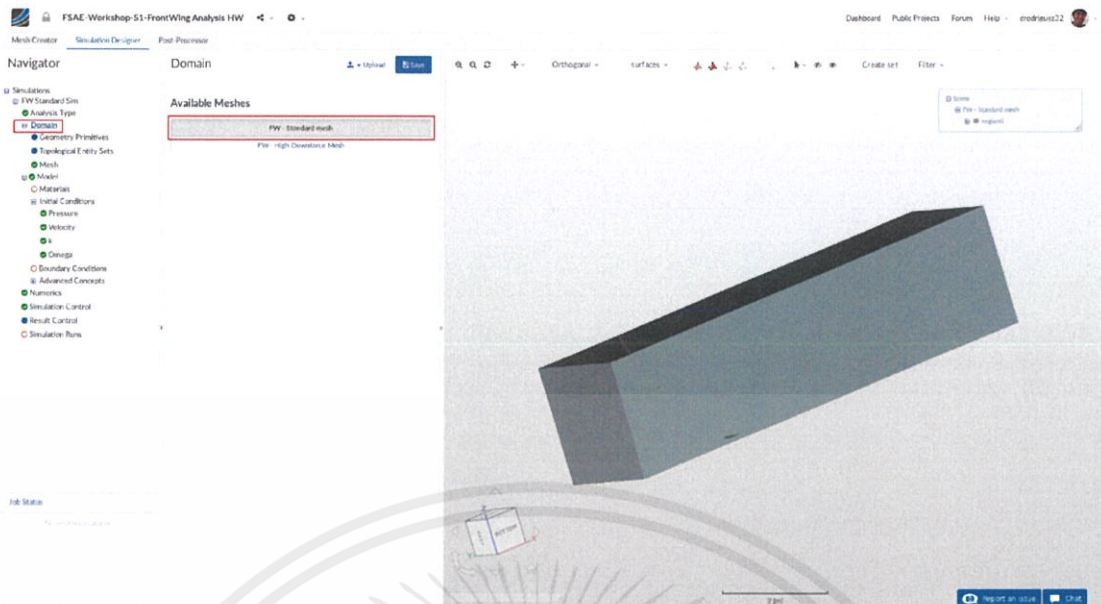 FSAE-Workshop-S1-FrontWing Analysis HW
Dashboard Public Projects Forum Help
Mesh Creator Simulation Designer Post-Processor
Navigator
Domain
Upload
Save
Orthogonal
surfaces
Create set
Filter
Simulations
FW Standard Sim
Analysis Type
Domain
Geometry Primitives
Topological Entity Sets
Mesh
Model
Materials
Initial Conditions
Pressure
Velocity
k
Omega
Boundary Conditions
Advanced Concepts
Numerics
Simulation Control
Result Control
Simulation Runs
Available Meshes
FW - Standard mesh
FW - High Downforce Mesh
Scene
FW - Standard mesh
region0
Job Status
BOTTOM
Report an issue
Chat